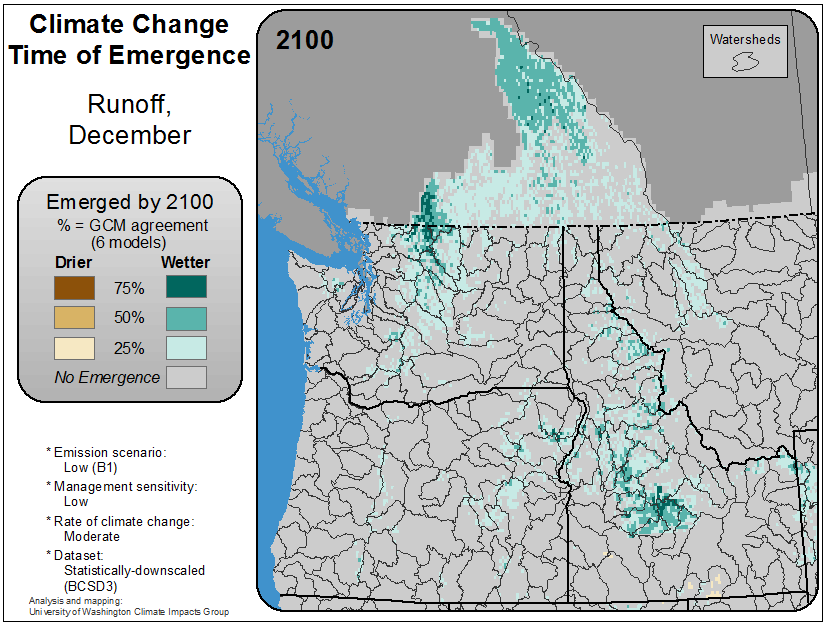 Climate Change
Time of Emergence
Runoff,
December
Emerged by 2100
% = GCM agreement
(6 models)
Drier Wetter
75%
50%
25%
No Emergence
* Emission scenario:
Low (B1)
* Management sensitivity:
Low
* Rate of climate change:
Moderate
* Dataset:
Statistically-downscaled
(BCSD3)
Analysis and mapping:
University of Washington Climate Impacts Group
2100
Watersheds